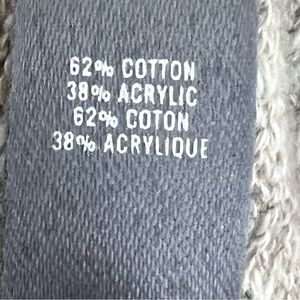 62% COTTON
38% ACRYLIC
62% COTON
38% ACRYLIQUE